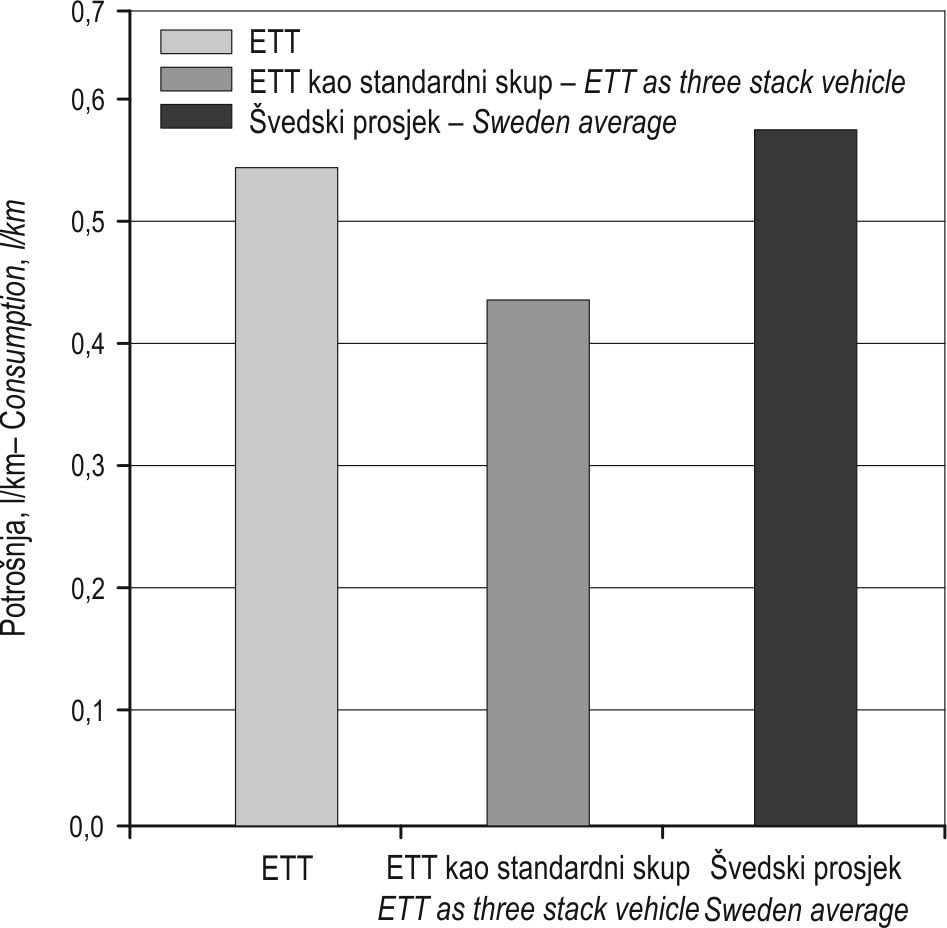 0,7
0,6
0,5
0,4
0,3
0,2
0,1
0,0
Potrošnja, l/km– Consumption, l/km
ETT
ETT kao standardni skup – ETT as three stack vehicle
Švedski prosjek – Sweden average
ETT
ETT kao standardni skup
ETT as three stack vehicle
Švedski prosjek
Sweden average